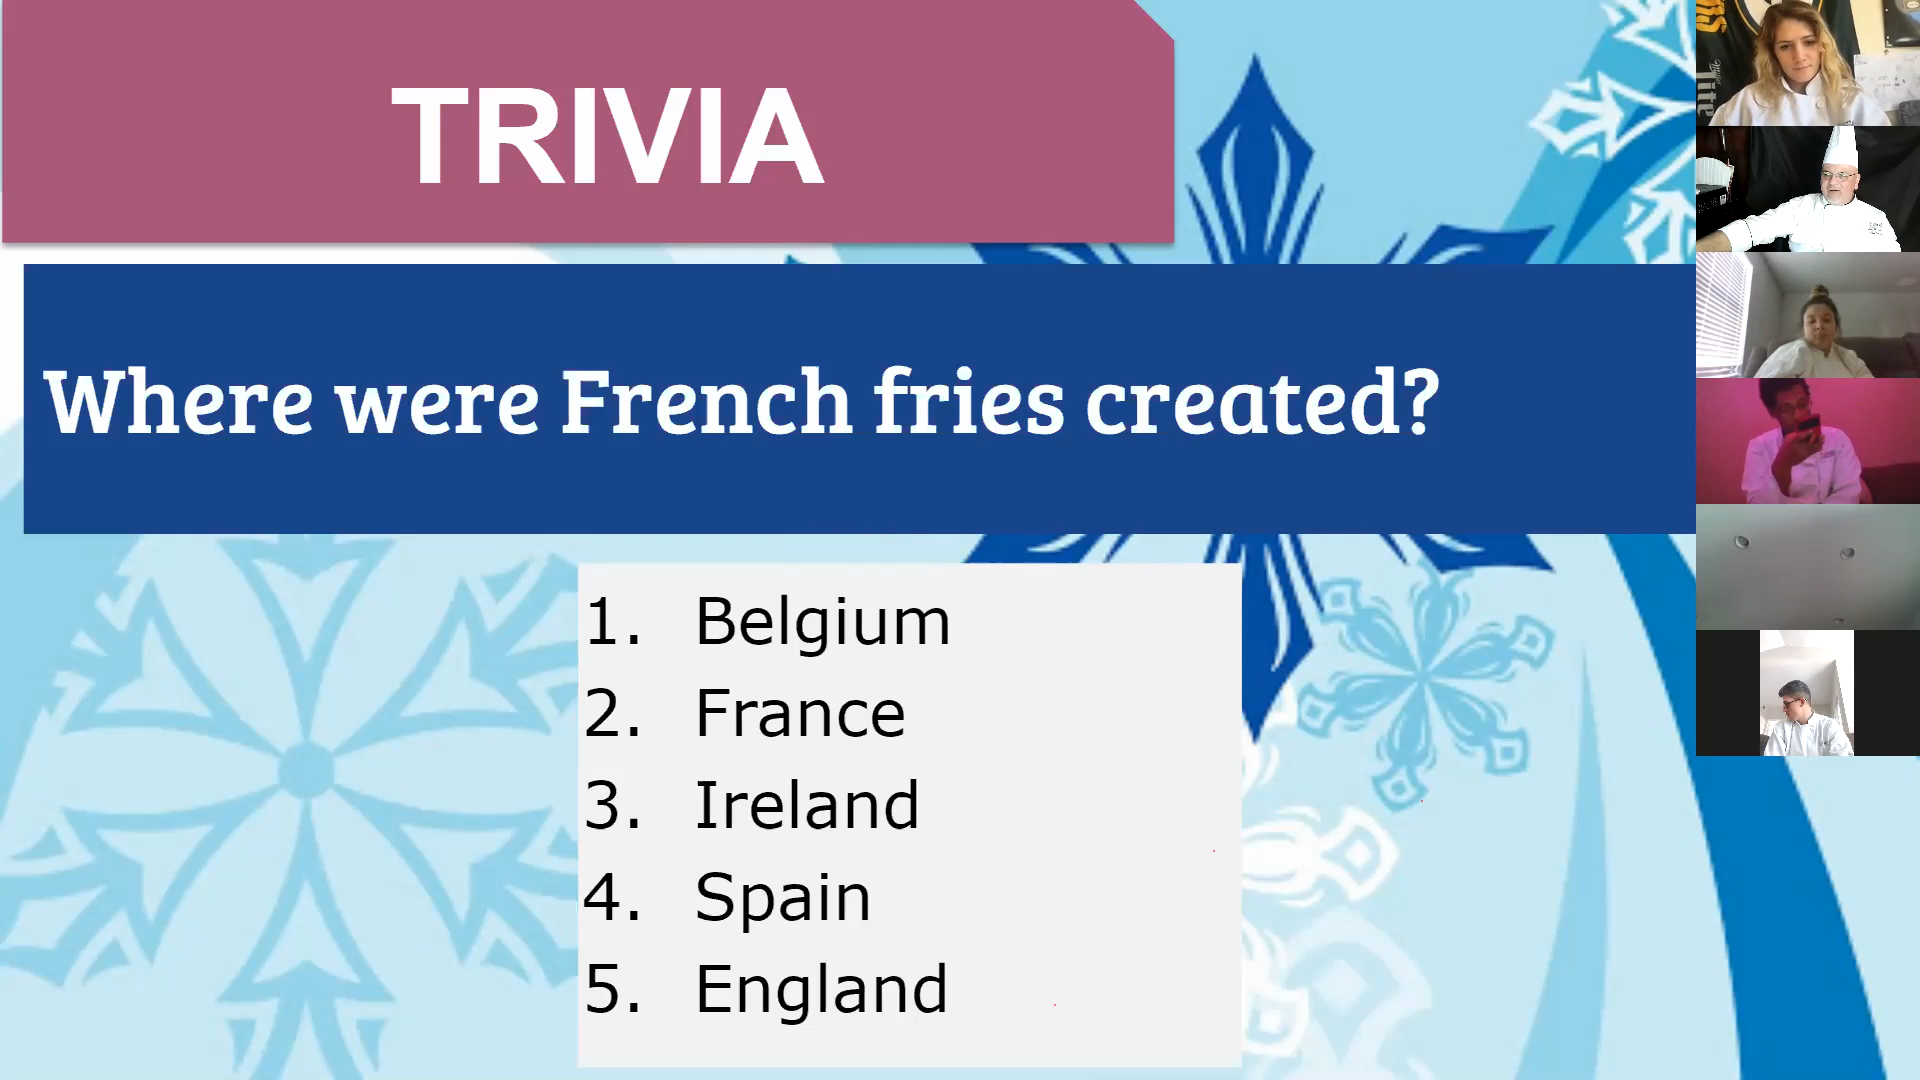 TRIVIA
Where were French fries created?
1. Belgium
2. France
3. Ireland
4. Spain
5. England